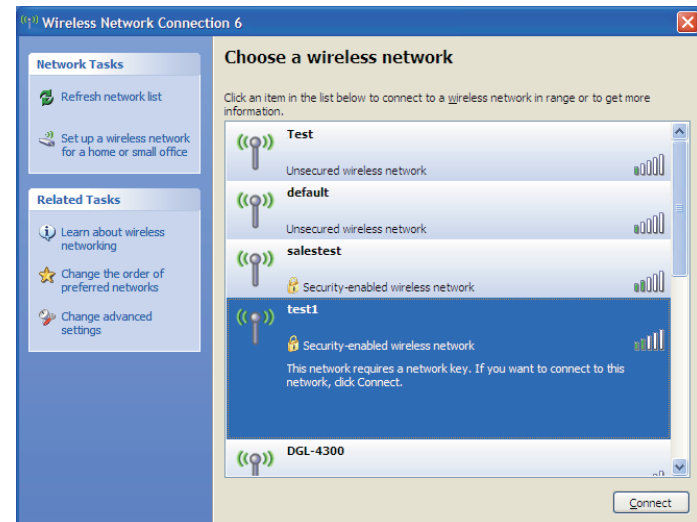 Wireless Network Connection 6
Network Tasks
Refresh network list
Set up a wireless network
for a home or small office
Related Tasks
Learn about wireless
networking
Change the order of
preferred networks
Change advanced
settings
Choose a wireless network
Click an item in the list below to connect to a wireless network in range or to get more
information.
Test
Unsecured wireless network
default
Unsecured wireless network
salestest
Security-enabled wireless network
test1
Security-enabled wireless network
This network requires a network key. If you want to connect to this
network, click Connect.
DGL-4300
Connect